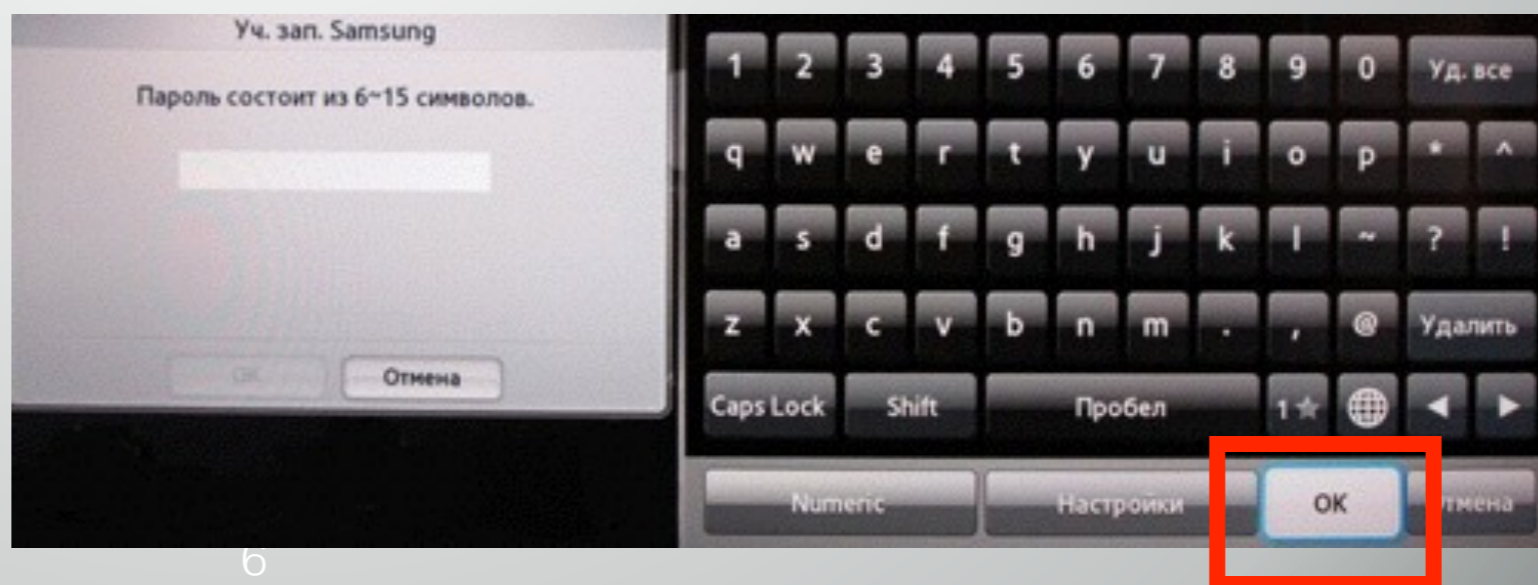 Уч. зап. Samsung
Пароль состоит из 6~15 символов.
OK Отмена
1 2 3 4 5 6 7 8 9 0 Уд. все
q w e r t y u i o p * ^
a s d f g h j k l ~ ? !
z x c v b n m . , @ Удалить
Caps Lock Shift Пробел 1
Numeric Настройки OK Отмена
6